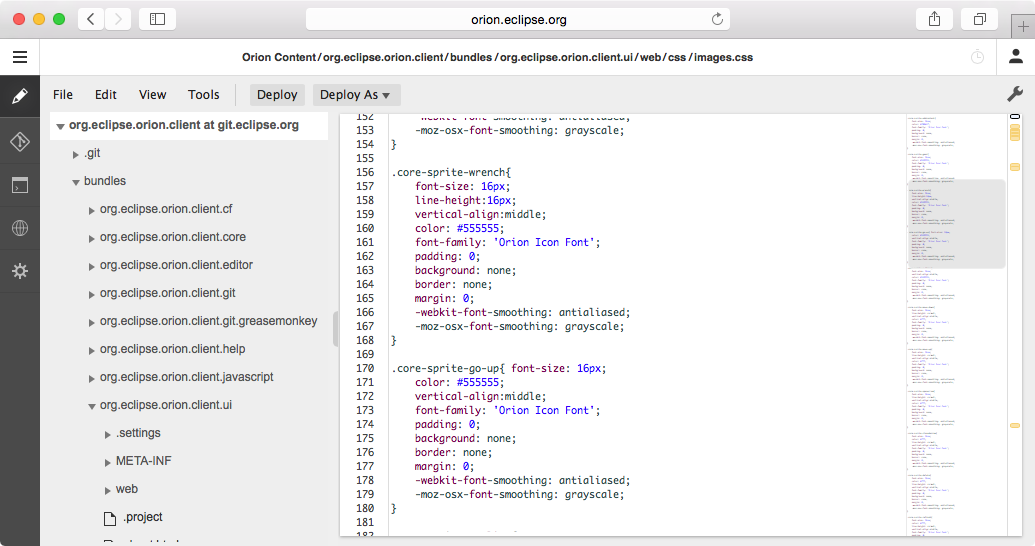 orion.eclipse.org
Orion Content/org.eclipse.orion.client/bundles/org.eclipse.orion.client.ui/web/css/images.css
File Edit View Tools Deploy Deploy As
org.eclipse.orion.client at git.eclipse.org
.git
bundles
org.eclipse.orion.client.cf
org.eclipse.orion.client.core
org.eclipse.orion.client.editor
org.eclipse.orion.client.git
org.eclipse.orion.client.git.greasemonkey
org.eclipse.orion.client.help
org.eclipse.orion.client.javascript
org.eclipse.orion.client.ui
.settings
META-INF
web
.project
152 -webkit-font-smoothing: antialiased;
153 -moz-osx-font-smoothing: grayscale;
154 }
155
156 .core-sprite-wrench{
157 font-size: 16px;
158 line-height:16px;
159 vertical-align:middle;
160 color: #555555;
161 font-family: 'Orion Icon Font';
162 padding: 0;
163 background: none;
164 border: none;
165 margin: 0;
166 -webkit-font-smoothing: antialiased;
167 -moz-osx-font-smoothing: grayscale;
168 }
169
170 .core-sprite-go-up{ font-size: 16px;
171 color: #555555;
172 vertical-align:middle;
173 font-family: 'Orion Icon Font';
174 padding: 0;
175 background: none;
176 border: none;
177 margin: 0;
178 -webkit-font-smoothing: antialiased;
179 -moz-osx-font-smoothing: grayscale;
180 }
181
182